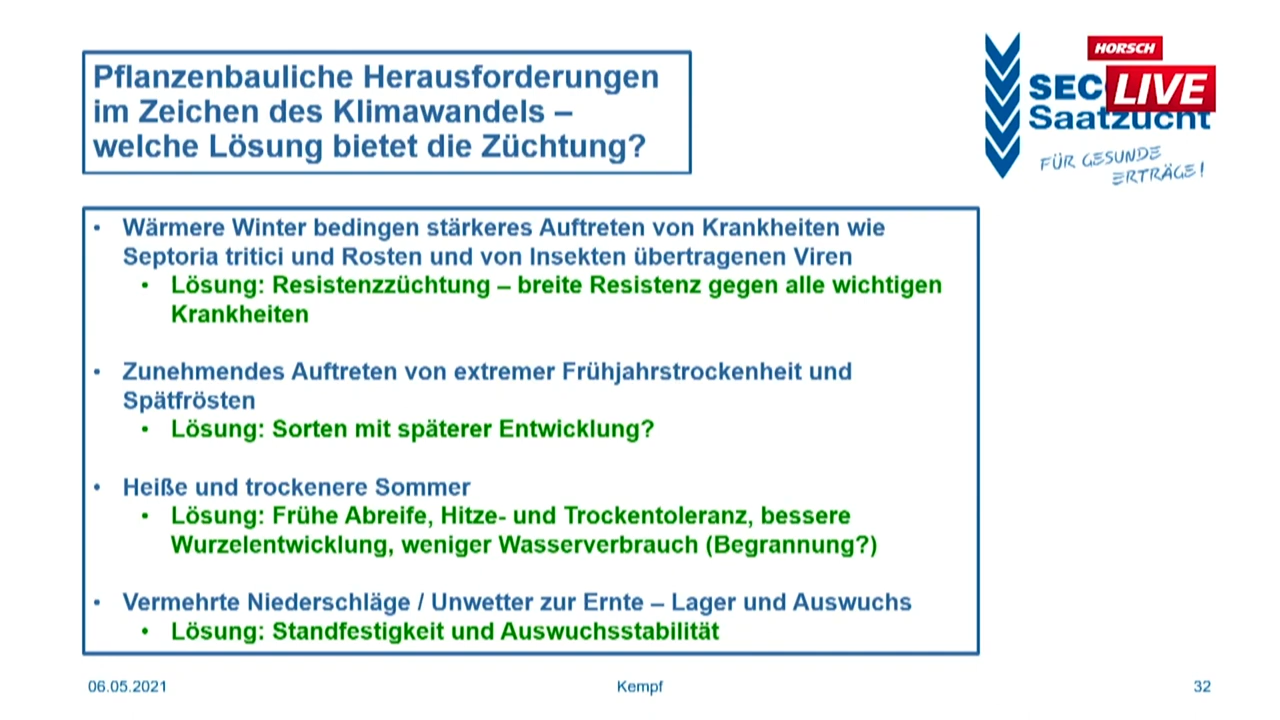 Pflanzenbauliche Herausforderungen
im Zeichen des Klimawandels –
welche Lösung bietet die Züchtung?
HORSCH
LIVE
SEC
Saatzucht
FÜR GESUNDE
ERTRÄGE!
• Wärmere Winter bedingen stärkeres Auftreten von Krankheiten wie
Septoria tritici und Rosten und von Insekten übertragenen Viren
• Lösung: Resistenzzüchtung – breite Resistenz gegen alle wichtigen
Krankheiten
• Zunehmendes Auftreten von extremer Frühjahrstrockenheit und
Spätfrösten
• Lösung: Sorten mit späterer Entwicklung?
• Heiße und trockenere Sommer
• Lösung: Frühe Abreife, Hitze- und Trockentoleranz, bessere
Wurzelentwicklung, weniger Wasserverbrauch (Begrannung?)
• Vermehrte Niederschläge / Unwetter zur Ernte – Lager und Auswuchs
• Lösung: Standfestigkeit und Auswuchsstabilität
06.05.2021
Kempf
32